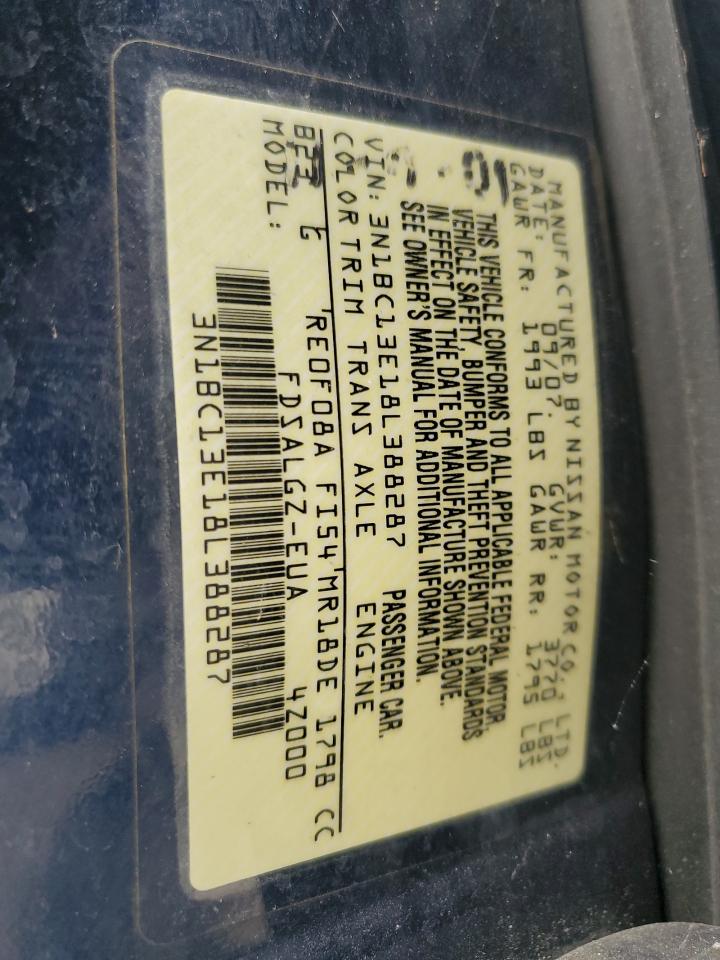 MANUFACTURED BY NISSAN MOTOR CO., LTD.
DATE: 09/07. GVWR: 3770 LBS
GAWR FR: 1993 LBS GAWR RR: 1795 LBS
THIS VEHICLE CONFORMS TO ALL APPLICABLE FEDERAL MOTOR
VEHICLE SAFETY, BUMPER AND THEFT PREVENTION STANDARDS
IN EFFECT ON THE DATE OF MANUFACTURE SHOWN ABOVE.
SEE OWNER'S MANUAL FOR ADDITIONAL INFORMATION.
VIN: 3N1BC13E18L388287 PASSENGER CAR.
COLOR TRIM TRANS AXLE ENGINE
B23 G RE0F08A FI54 MR18DE 1798 CC
MODEL: FDSALGZ-EUA 4Z000
3N1BC13E18L388287